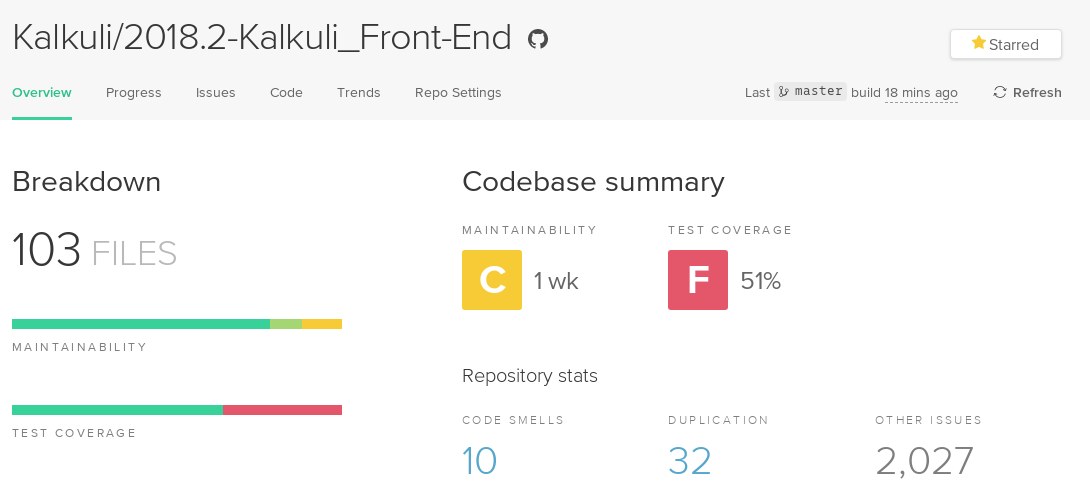 Kalkuli/2018.2-Kalkuli_Front-End
Starred
Overview Progress Issues Code Trends Repo Settings
Last master build 18 mins ago Refresh
Breakdown
103 FILES
MAINTAINABILITY
TEST COVERAGE
Codebase summary
MAINTAINABILITY TEST COVERAGE
C 1 wk F 51%
Repository stats
CODE SMELLS DUPLICATION OTHER ISSUES
10 32 2,027